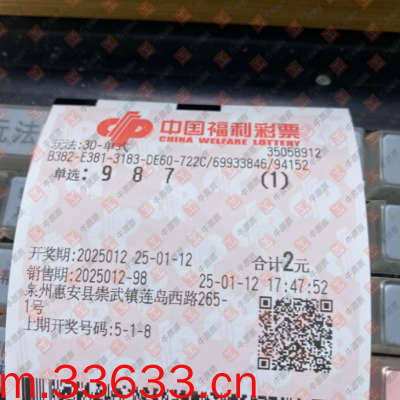 中国福利彩票
CHINA WELFARE LOTTERY
玩法:3D-单式 35058912
B382-E3B1-3183-DE60-722C/69933846/94152
单选: 9 8 7 (1)
开奖期:2025012 25-01-12 合计2元
销售期:2025012-98 25-01-12 17:47:52
泉州惠安县崇武镇连岛西路265-
1号
上期开奖号码:5-1-8
玩法
m.33633.cn